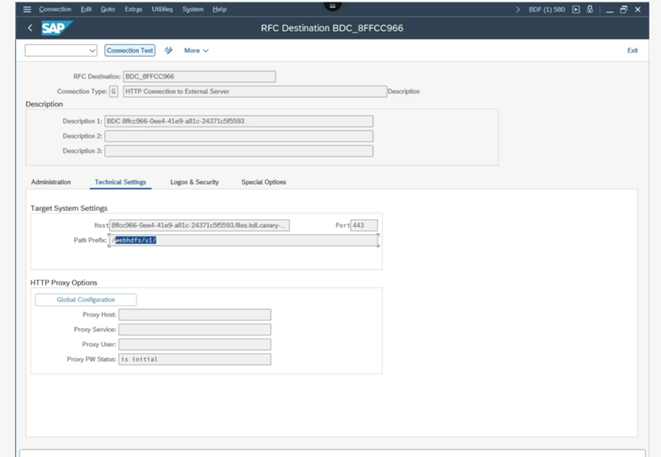 Connection Edit Goto Extras Utilities System Help BDF (1) 580
SAP RFC Destination BDC_8FFCC966
Connection Test More Exit
RFC Destination: BDC_8FFCC966
Connection Type: G HTTP Connection to External Server Description
Description
Description 1: BDC 8ffcc966-0ee4-41e9-a81c-24371c5f5593
Description 2:
Description 3:
Administration Technical Settings Logon & Security Special Options
Target System Settings
Host 8ffcc966-0ee4-41e9-a81c-24371c5f5593.files.hdl.canary-... Port 443
Path Prefix: /webhdfs/v1/
HTTP Proxy Options
Global Configuration
Proxy Host:
Proxy Service:
Proxy User:
Proxy PW Status: is initial